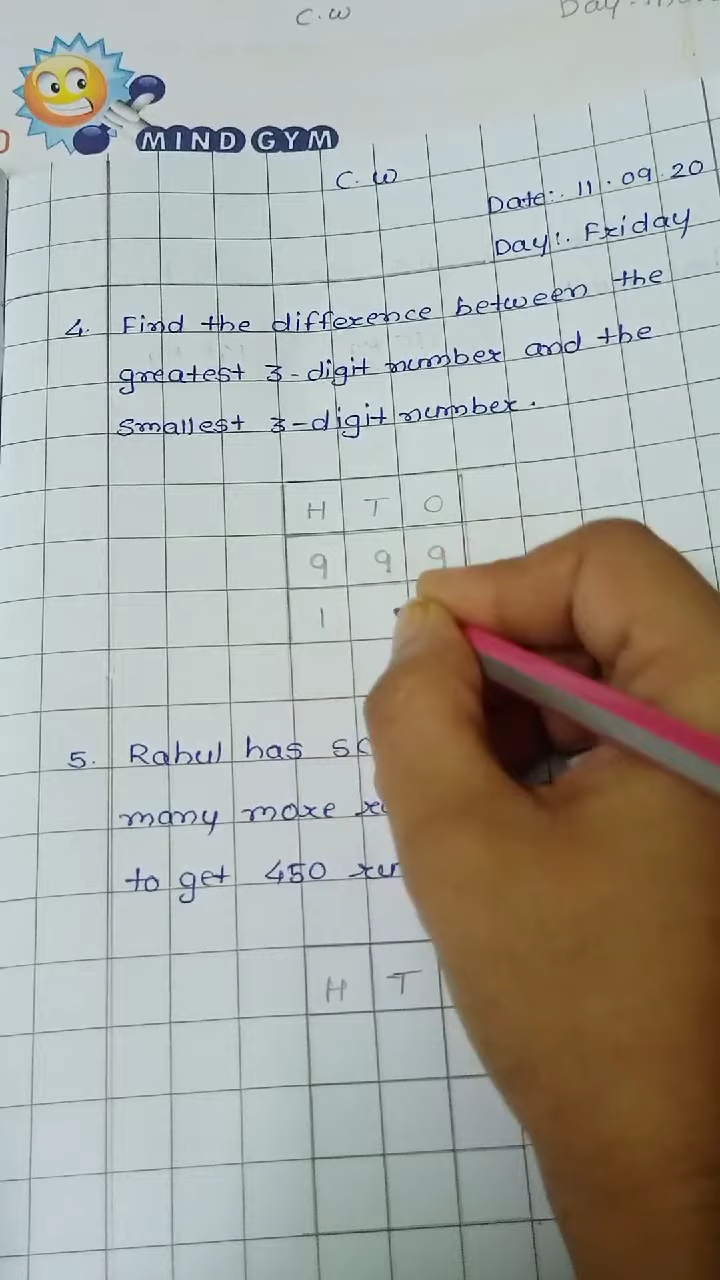 C.W
Day
MIND GYM
C.W
Date:. 11.09.20
Day:. Friday
4. Find the difference between the
greatest 3-digit number and the
smallest 3-digit number.
H T O
9 9 9
1
5. Rahul has
many more
to get 450
H T